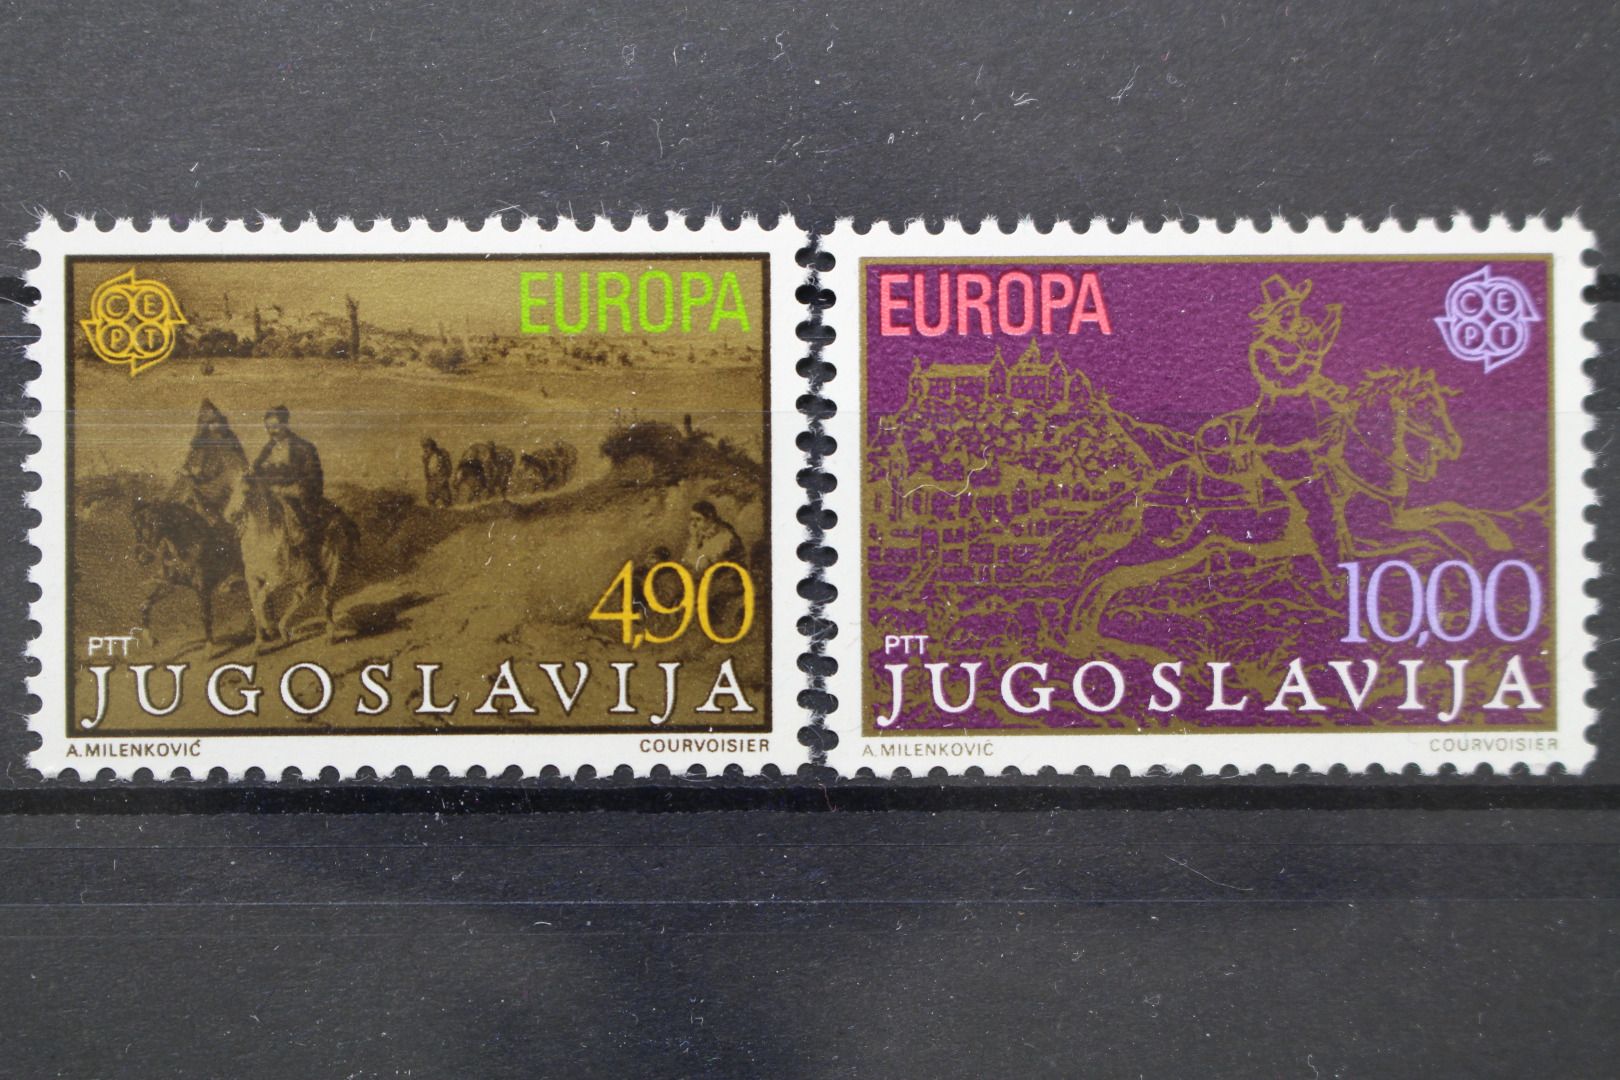 CEPT
EUROPA
4,90
PTT
JUGOSLAVIJA
A.MILENKOVIĆ COURVOISIER
EUROPA
CEPT
10,00
PTT
JUGOSLAVIJA
A.MILENKOVIĆ COURVOISIER